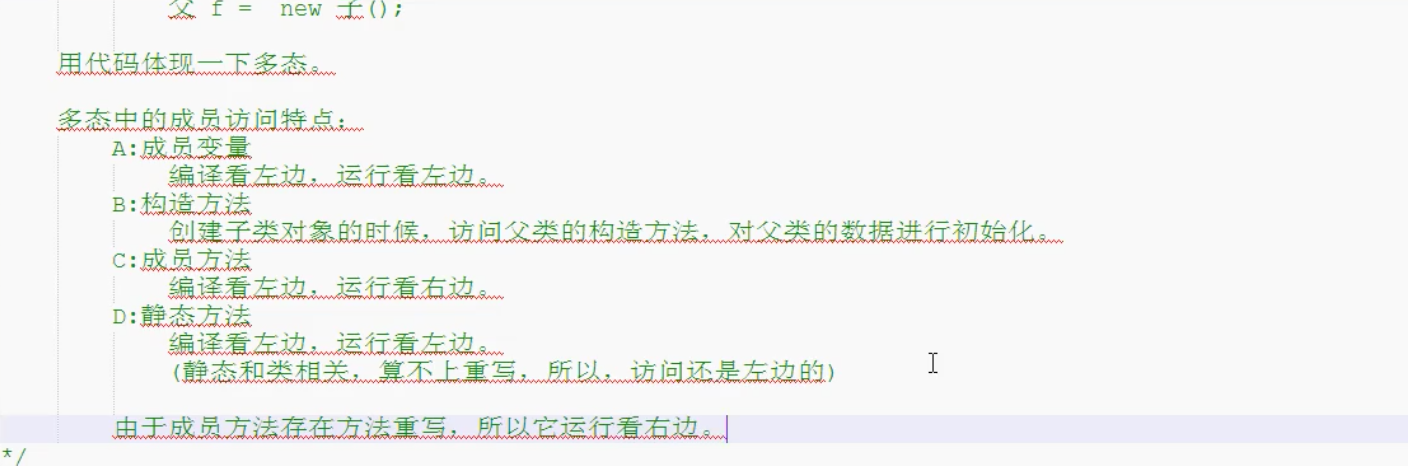 父 f =  new 子();
用代码体现一下多态。
多态中的成员访问特点：
A:成员变量
编译看左边，运行看左边。
B:构造方法
创建子类对象的时候，访问父类的构造方法，对父类的数据进行初始化。
C:成员方法
编译看左边，运行看右边。
D:静态方法
编译看左边，运行看左边。
(静态和类相关，算不上重写，所以，访问还是左边的)
由于成员方法存在方法重写，所以它运行看右边。
*/